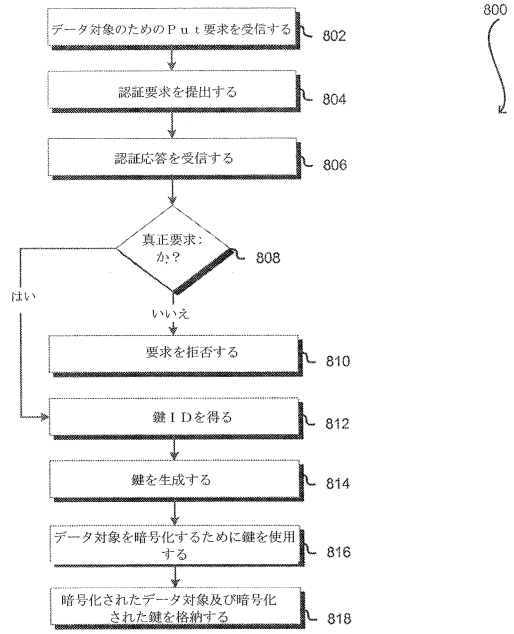 800
データ対象のためのＰｕｔ要求を受信する
802
認証要求を提出する
804
認証応答を受信する
806
真正要求:
か？
808
はい
いいえ
要求を拒否する
810
鍵ＩＤを得る
812
鍵を生成する
814
データ対象を暗号化するために鍵を使用
する
816
暗号化されたデータ対象及び暗号化
された鍵を格納する
818